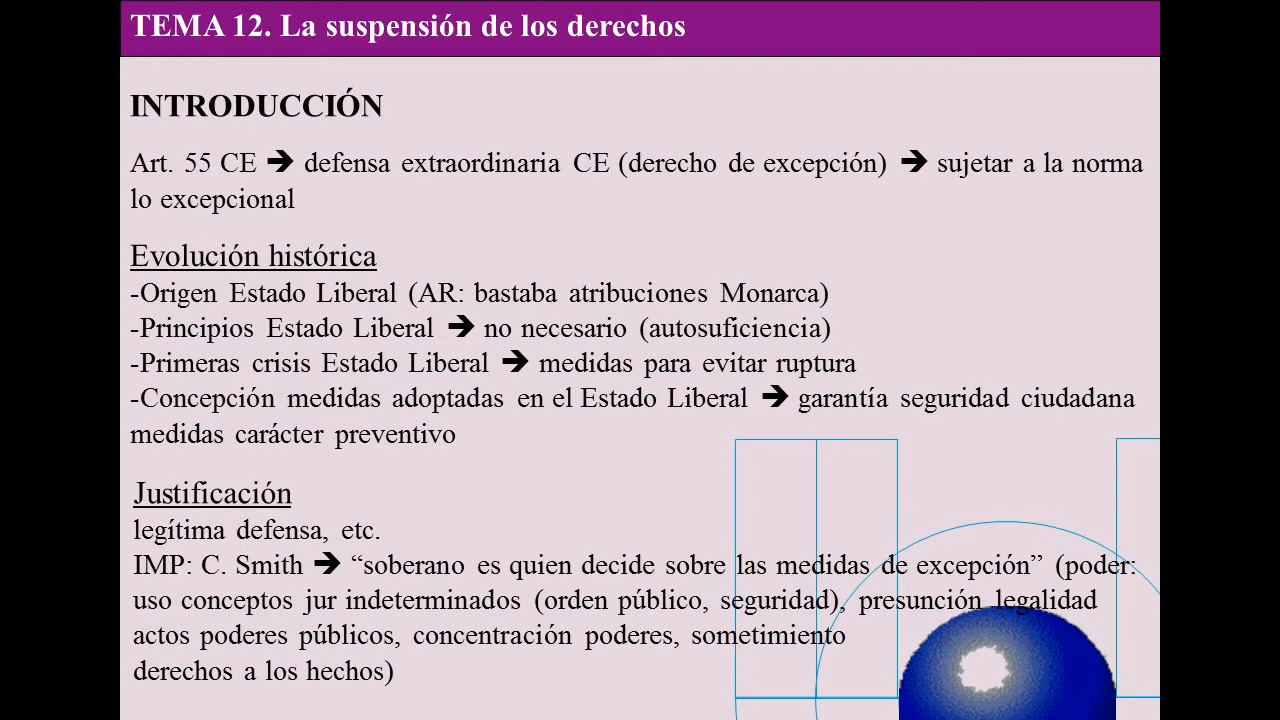 TEMA 12. La suspensión de los derechos
INTRODUCCIÓN
Art. 55 CE ➔ defensa extraordinaria CE (derecho de excepción) ➔ sujetar a la norma
lo excepcional
Evolución histórica
-Origen Estado Liberal (AR: bastaba atribuciones Monarca)
-Principios Estado Liberal ➔ no necesario (autosuficiencia)
-Primeras crisis Estado Liberal ➔ medidas para evitar ruptura
-Concepción medidas adoptadas en el Estado Liberal ➔ garantía seguridad ciudadana
medidas carácter preventivo
Justificación
legítima defensa, etc.
IMP: C. Smith ➔ “soberano es quien decide sobre las medidas de excepción” (poder:
uso conceptos jur indeterminados (orden público, seguridad), presunción legalidad
actos poderes públicos, concentración poderes, sometimiento
derechos a los hechos)